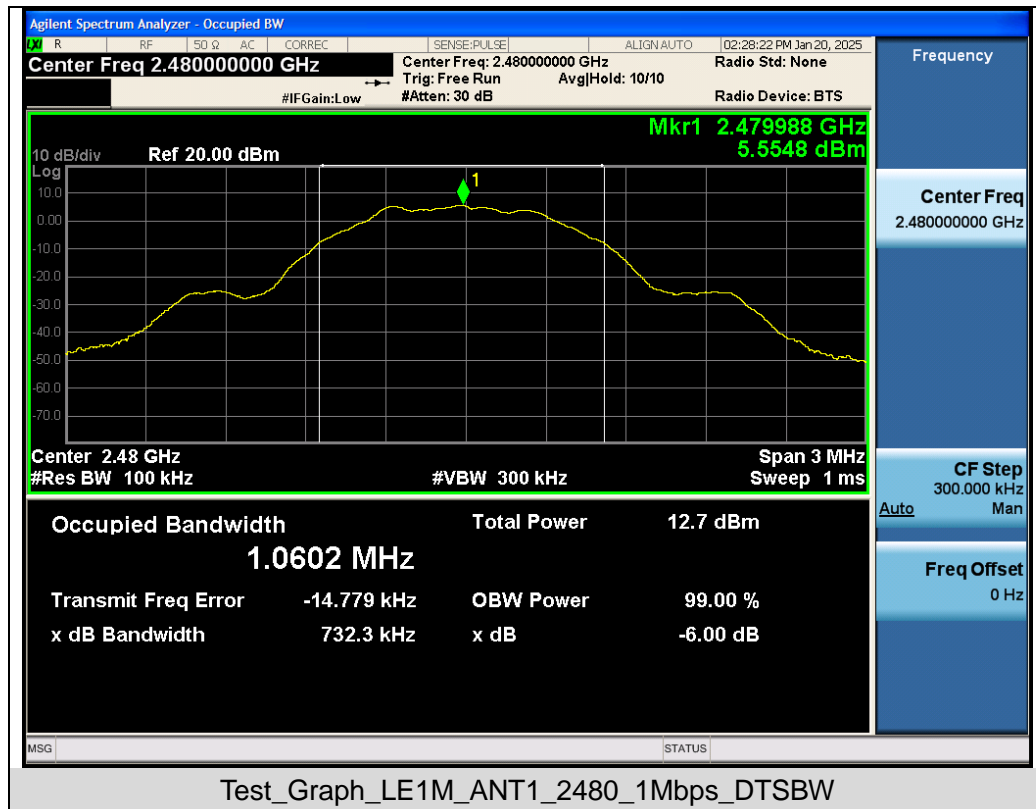 Agilent Spectrum Analyzer - Occupied BW
LXI R RF 50 Ω AC CORREC SENSE:PULSE ALIGN AUTO 02:28:22 PM Jan 20, 2025
Center Freq 2.480000000 GHz
Center Freq: 2.480000000 GHz Radio Std: None
Trig: Free Run Avg|Hold: 10/10
#IFGain:Low #Atten: 30 dB Radio Device: BTS
Mkr1 2.479988 GHz
5.5548 dBm
10 dB/div Ref 20.00 dBm
Log
1
10.0
0.00
-10.0
-20.0
-30.0
-40.0
-50.0
-60.0
-70.0
Center 2.48 GHz Span 3 MHz
#Res BW 100 kHz #VBW 300 kHz Sweep 1 ms
Occupied Bandwidth Total Power 12.7 dBm
1.0602 MHz
Transmit Freq Error -14.779 kHz OBW Power 99.00 %
x dB Bandwidth 732.3 kHz x dB -6.00 dB
MSG STATUS
Frequency
Center Freq
2.480000000 GHz
CF Step
300.000 kHz
Auto Man
Freq Offset
0 Hz
Test_Graph_LE1M_ANT1_2480_1Mbps_DTSBW